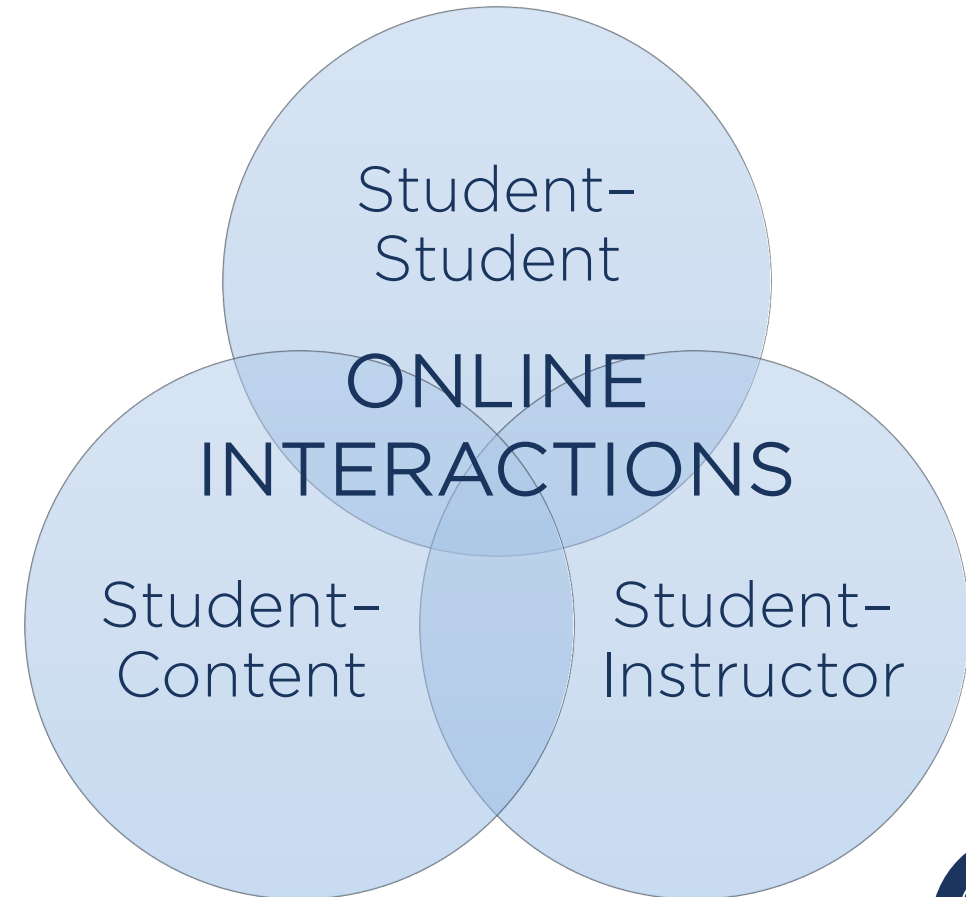 Student–
Student
ONLINE
INTERACTIONS
Student–
Content
Student–
Instructor